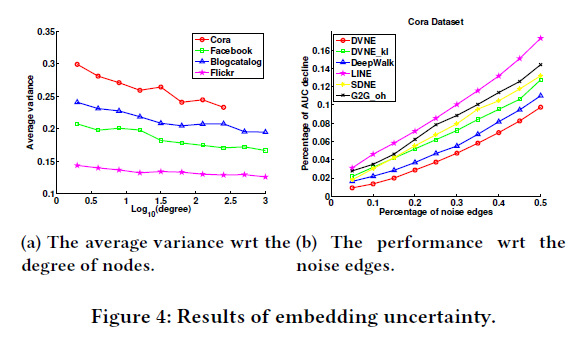 Cora Dataset
0.35
0.3
0.25
0.2
0.15
0.1
Average variance
0 0.5 1 1.5 2 2.5 3
Log10(degree)
Cora
Facebook
Blogcatalog
Flickr
0.16
0.14
0.12
0.1
0.08
0.06
0.04
0.02
0
Percentage of AUC decline
0 0.1 0.2 0.3 0.4 0.5
Percentage of noise edges
DVNE
DVNE_kl
DeepWalk
LINE
SDNE
G2G_oh
(a) The average variance wrt the
degree of nodes.
(b) The performance wrt the
noise edges.
Figure 4: Results of embedding uncertainty.